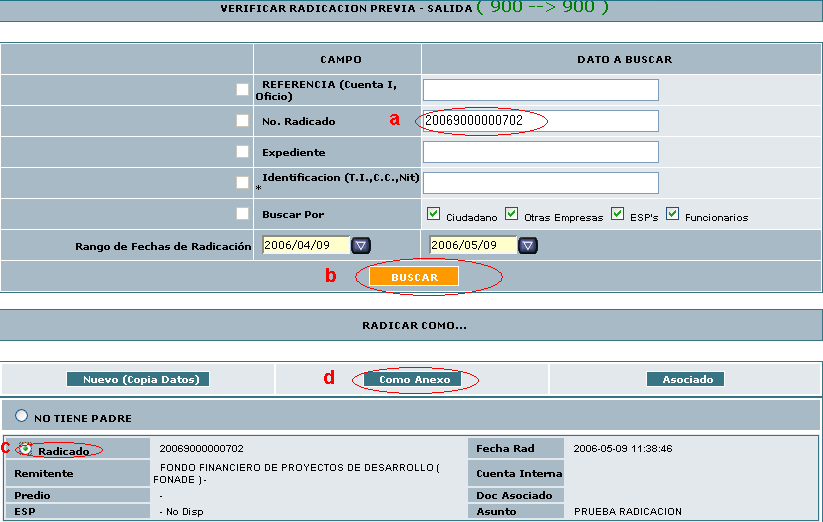 VERIFICAR RADICACION PREVIA - SALIDA ( 900 --> 900 )
CAMPO DATO A BUSCAR
REFERENCIA (Cuenta I,
Oficio)
No. Radicado a 20069000000702
Expediente
Identificacion (T.I.,C.C.,Nit)
*
Buscar Por Ciudadano Otras Empresas ESP's Funcionarios
Rango de Fechas de Radicación 2006/04/09 2006/05/09
b BUSCAR
RADICAR COMO...
Nuevo (Copia Datos) d Como Anexo Asociado
NO TIENE PADRE
c Radicado 20069000000702 Fecha Rad 2006-05-09 11:38:46
Remitente FONDO FINANCIERO DE PROYECTOS DE DESARROLLO ( FONADE )- Cuenta Interna
Predio - Doc Asociado
ESP - No Disp Asunto PRUEBA RADICACION